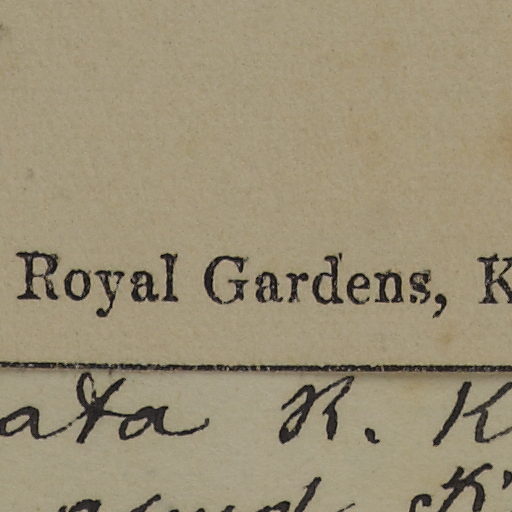 Royal Gardens, K
ata R. K